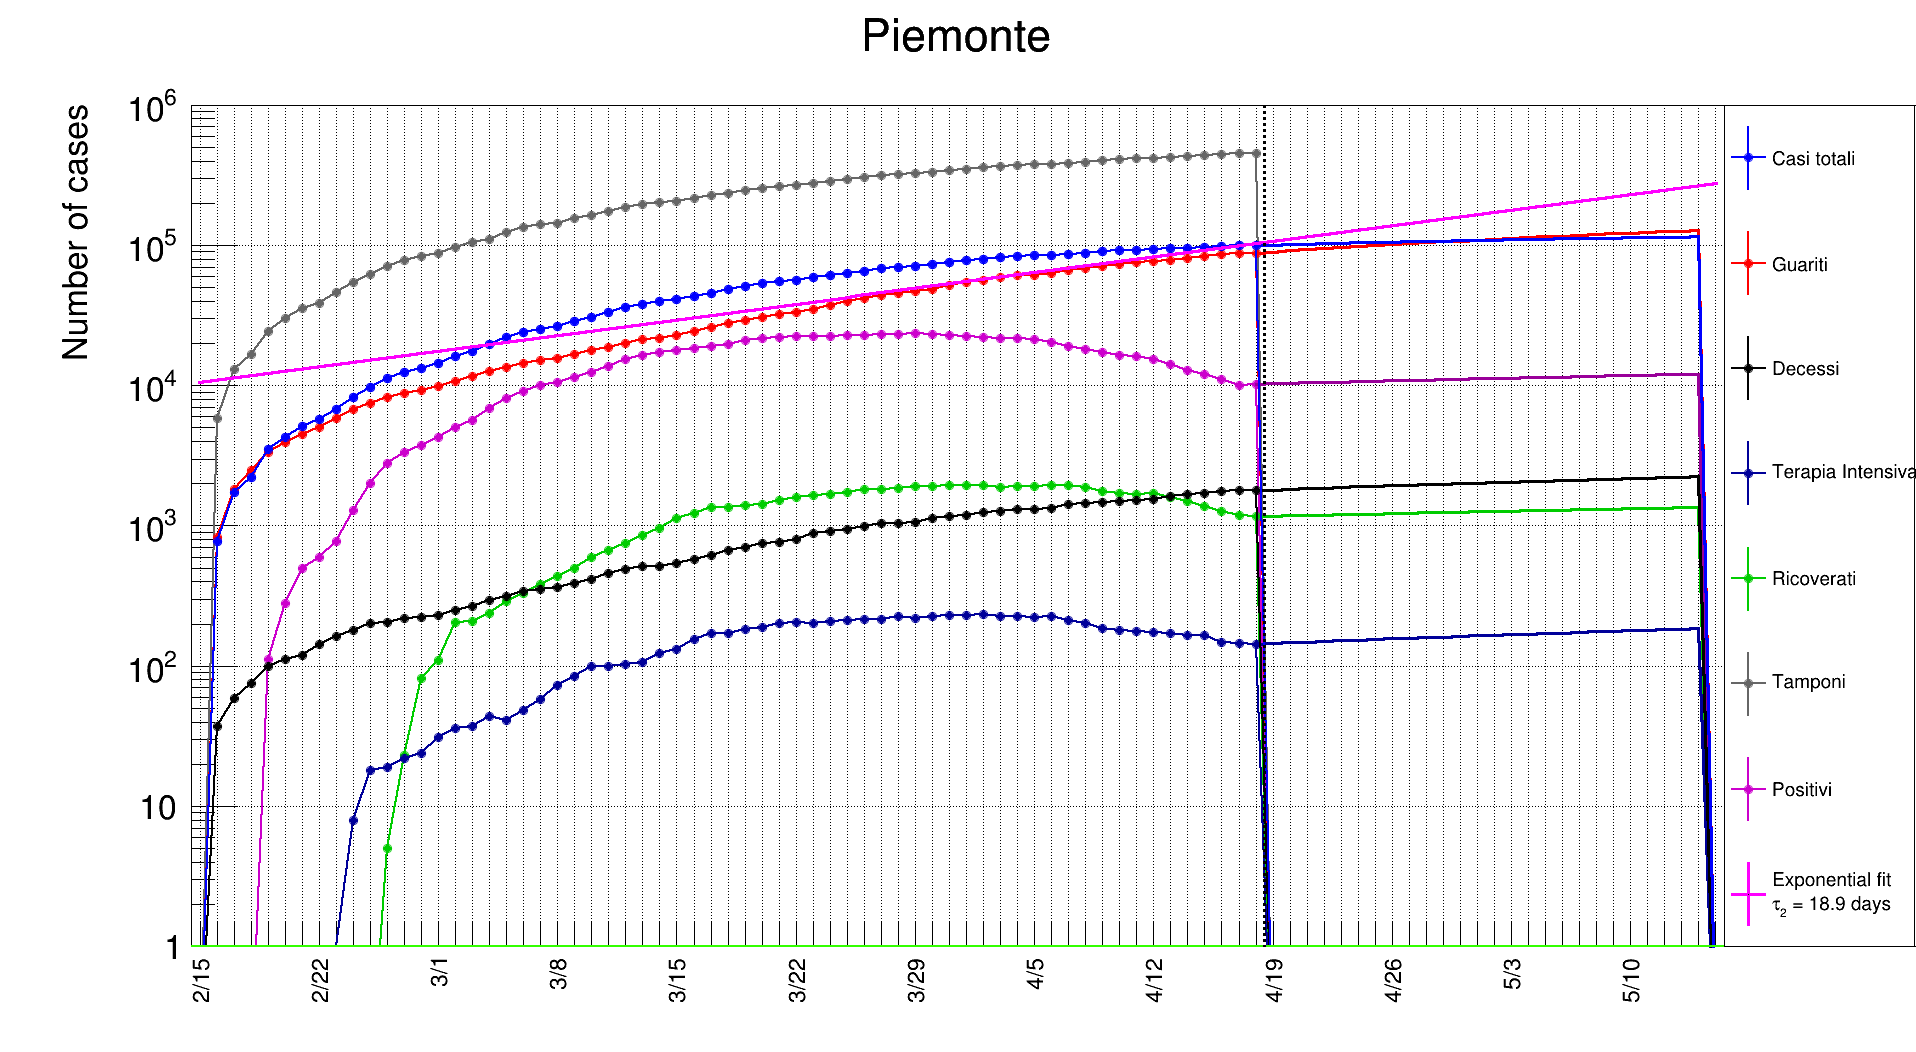 Piemonte
Number of cases
10^6
10^5
10^4
10^3
10^2
10
1
2/15
2/22
3/1
3/8
3/15
3/22
3/29
4/5
4/12
4/19
4/26
5/3
5/10
Casi totali
Guariti
Decessi
Terapia Intensiva
Ricoverati
Tamponi
Positivi
Exponential fit
τ₂ = 18.9 days